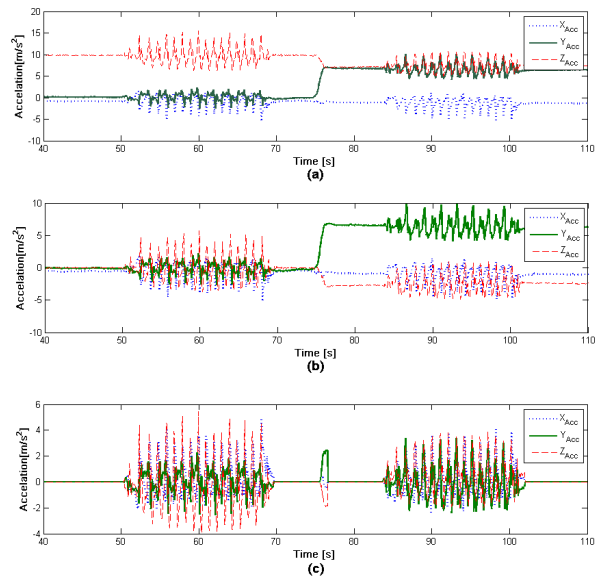 20
15
10
5
0
-5
-10
Accelation[m/s²]
X_Acc
Y_Acc
Z_Acc
40 50 60 70 80 90 100 110
Time [s]
(a)
10
5
0
-5
-10
Accelation[m/s²]
X_Acc
Y_Acc
Z_Acc
40 50 60 70 80 90 100 110
Time [s]
(b)
6
4
2
0
-2
-4
Accelation[m/s²]
X_Acc
Y_Acc
Z_Acc
40 50 60 70 80 90 100 110
Time [s]
(c)